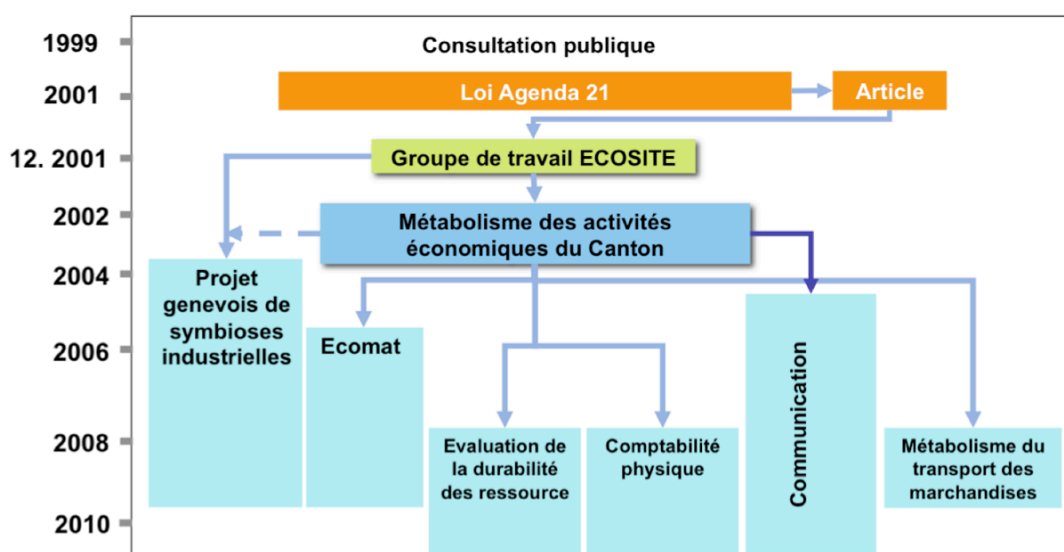 1999
Consultation publique
2001
Loi Agenda 21
Article
12. 2001
Groupe de travail ECOSITE
2002
Métabolisme des activités
économiques du Canton
2004
Projet
genevois de
symbioses
industrielles
2006
Ecomat
Communication
2008
Evaluation de
la durabilité
des ressource
Comptabilité
physique
Métabolisme du
transport des
marchandises
2010